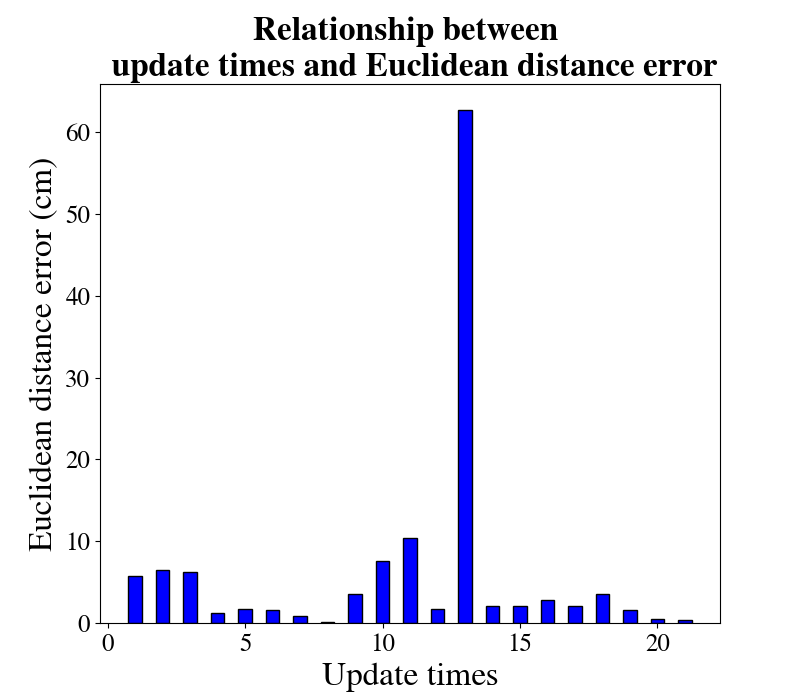 Relationship between
update times and Euclidean distance error
Euclidean distance error (cm)
60
50
40
30
20
10
0
0 5 10 15 20
Update times